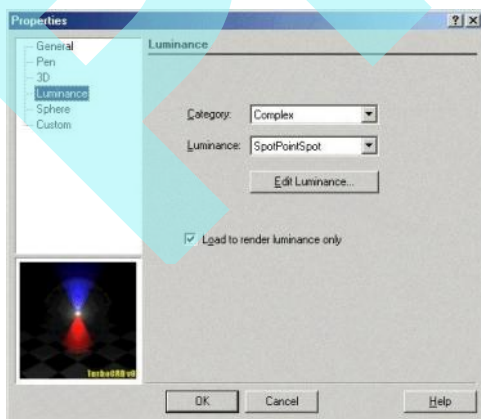 Properties
General
Pen
3D
Luminance
Sphere
Custom
Luminance
Category: Complex
Luminance: SpotPointSpot
Edit Luminance...
Load to render luminance only
TurboCAD v6
OK Cancel Help